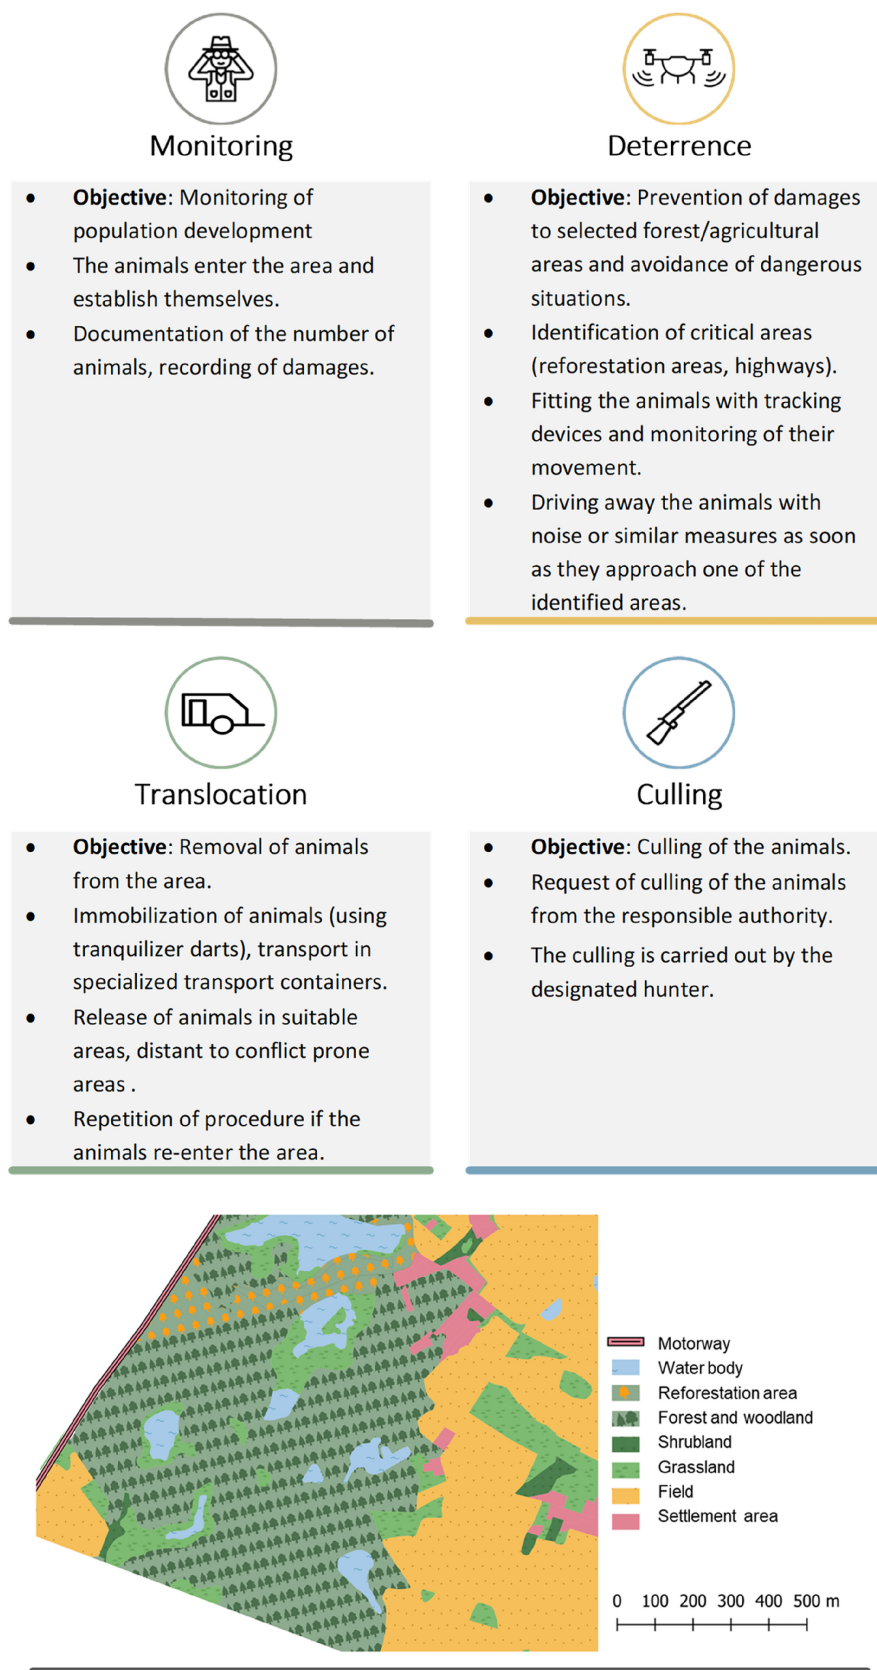 Monitoring
• Objective: Monitoring of
population development
• The animals enter the area and
establish themselves.
• Documentation of the number of
animals, recording of damages.
Deterrence
• Objective: Prevention of damages
to selected forest/agricultural
areas and avoidance of dangerous
situations.
• Identification of critical areas
(reforestation areas, highways).
• Fitting the animals with tracking
devices and monitoring of their
movement.
• Driving away the animals with
noise or similar measures as soon
as they approach one of the
identified areas.
Translocation
• Objective: Removal of animals
from the area.
• Immobilization of animals (using
tranquilizer darts), transport in
specialized transport containers.
• Release of animals in suitable
areas, distant to conflict prone
areas .
• Repetition of procedure if the
animals re-enter the area.
Culling
• Objective: Culling of the animals.
• Request of culling of the animals
from the responsible authority.
• The culling is carried out by the
designated hunter.
Motorway
Water body
Reforestation area
Forest and woodland
Shrubland
Grassland
Field
Settlement area
0 100 200 300 400 500 m